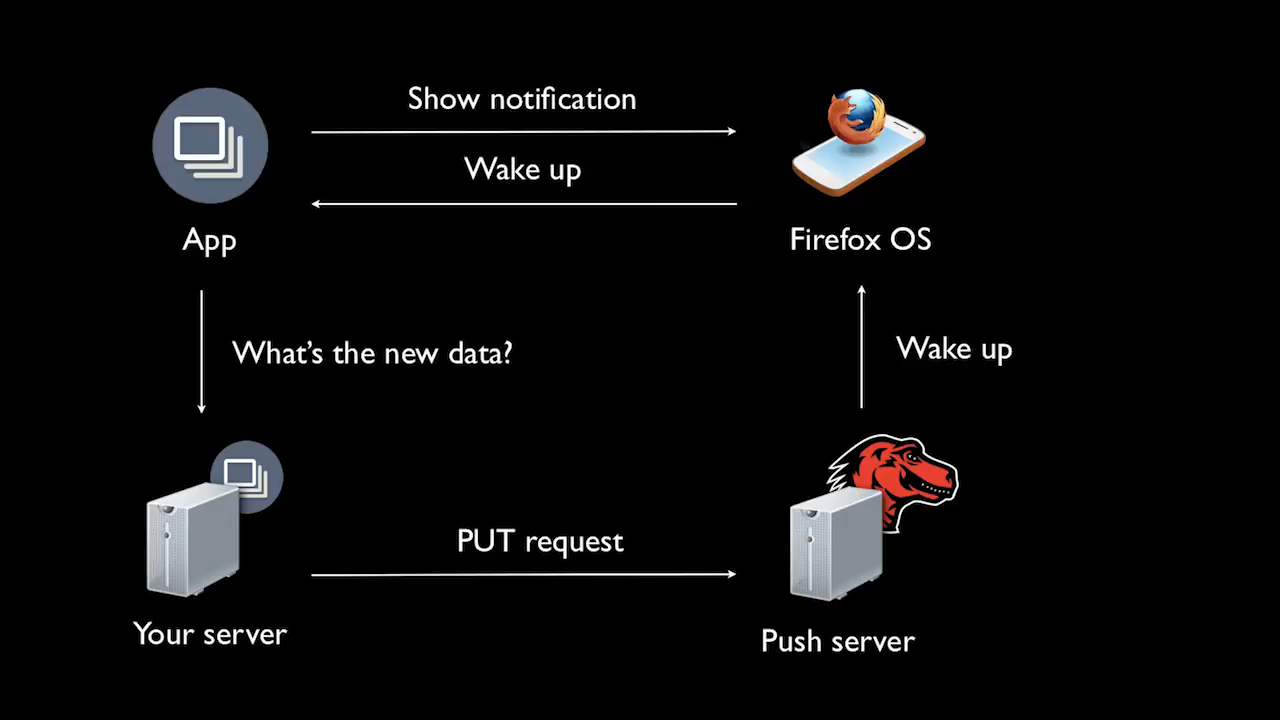 Show notification
Wake up
App
Firefox OS
What's the new data?
Wake up
PUT request
Your server
Push server